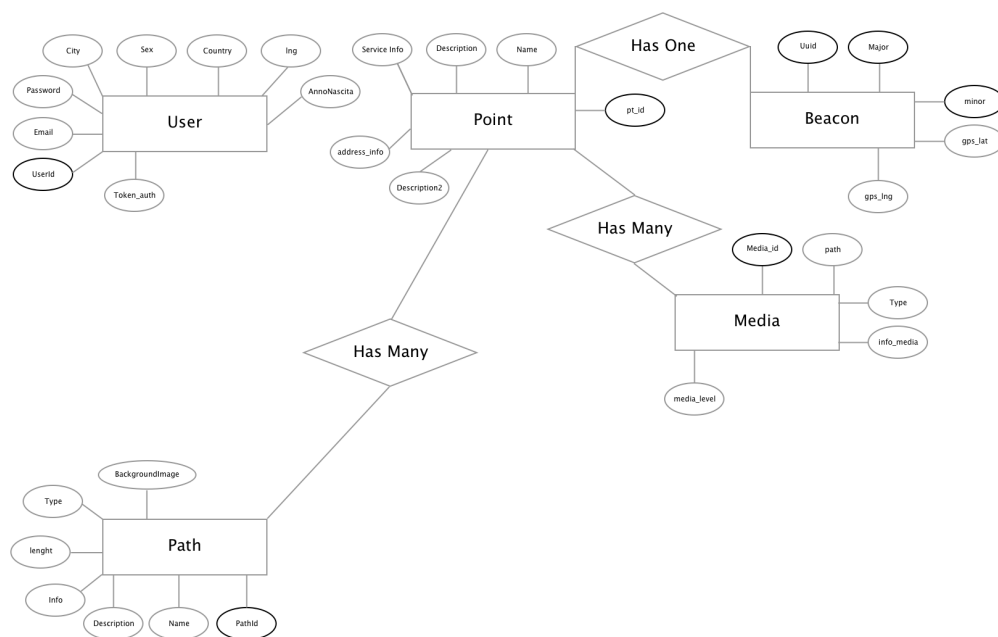 Has One
City
Sex
Country
lng
Service Info
Description
Name
Uuid
Major
Password
AnnoNascita
User
Point
pt_id
Beacon
minor
Email
address_info
gps_lat
UserId
Token_auth
Description2
gps_lng
Has Many
Media_id
path
Media
Type
info_media
Has Many
media_level
BackgroundImage
Type
Path
lenght
Info
Description
Name
PathId